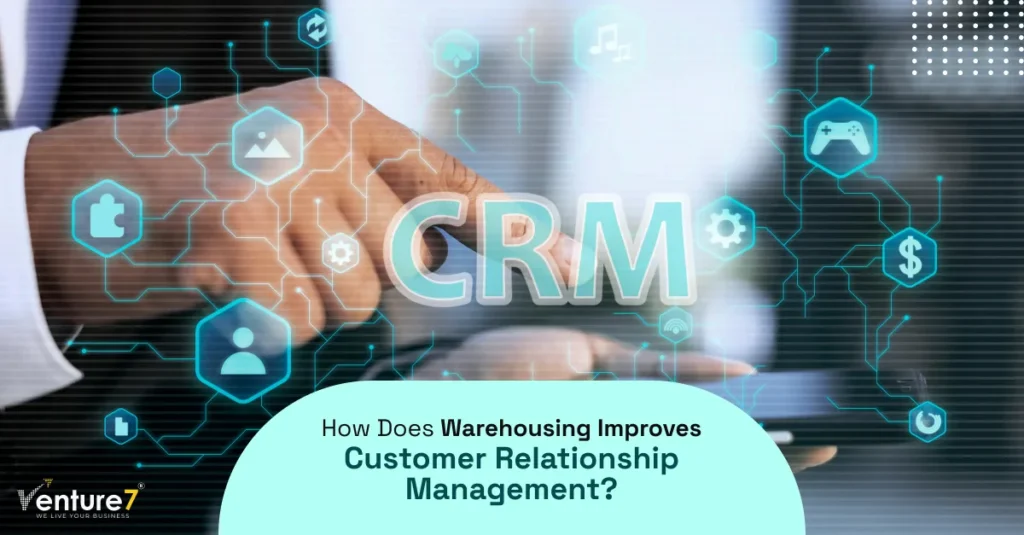 CRM
How Does Warehousing Improves
Customer Relationship
Management?
Venture7®
WE LIVE YOUR BUSINESS